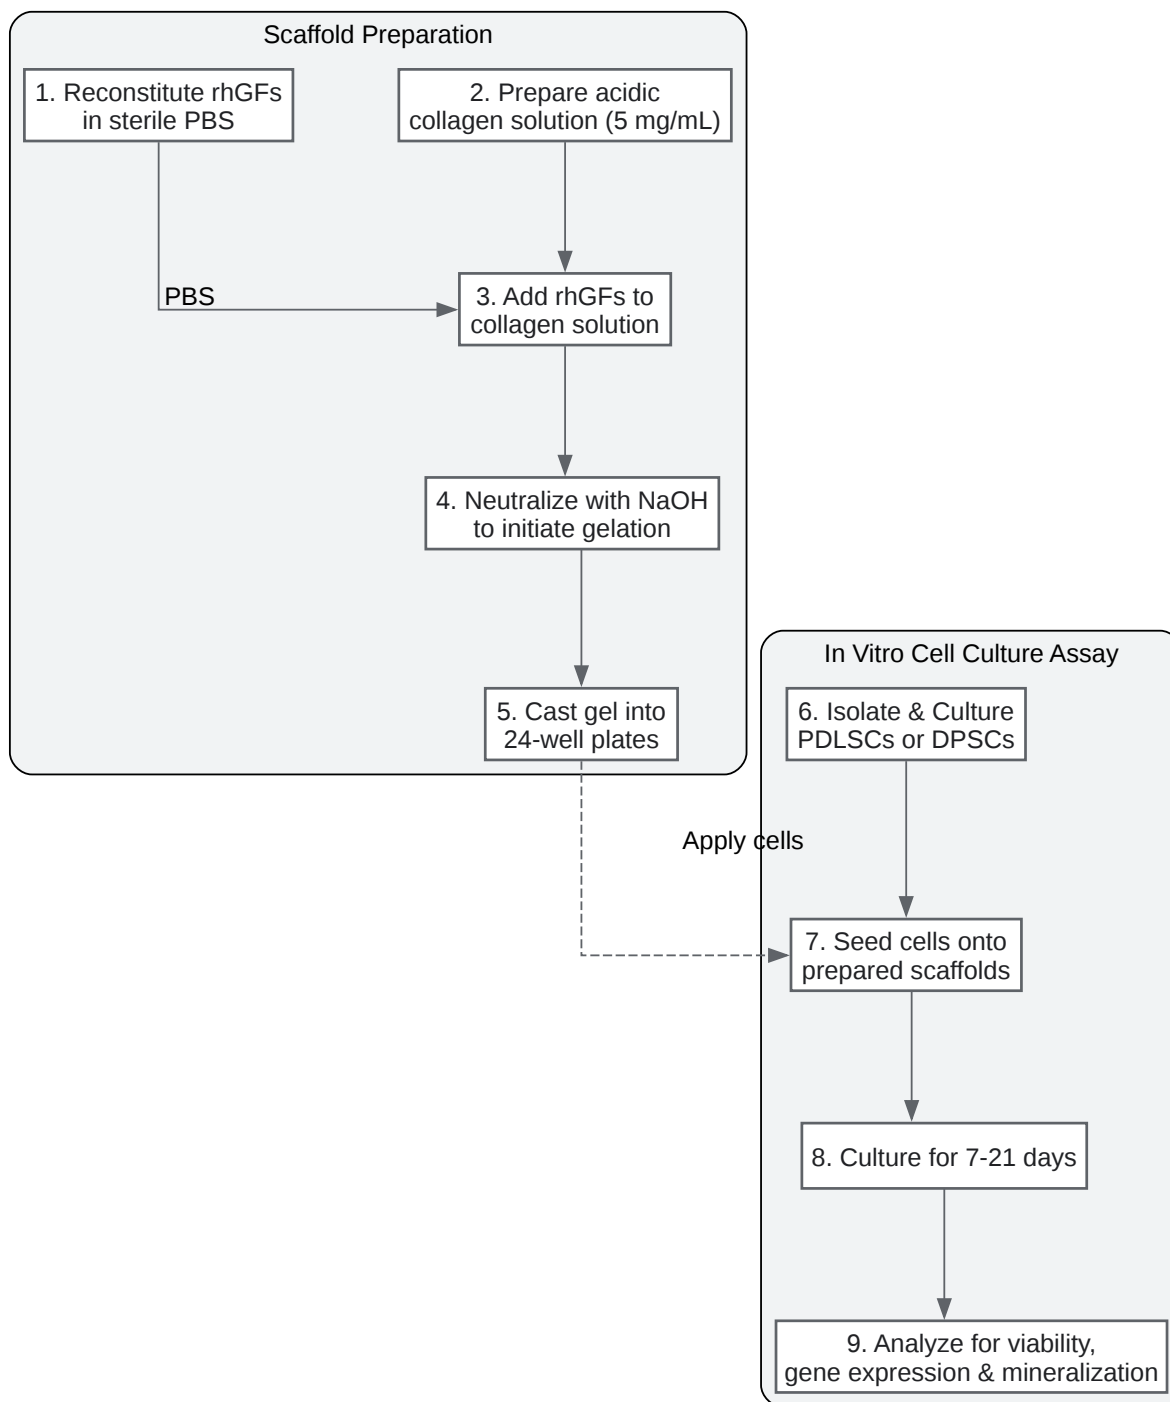 Scaffold Preparation
1. Reconstitute rhGFs
in sterile PBS
2. Prepare acidic
collagen solution (5 mg/mL)
PBS
3. Add rhGFs to
collagen solution
4. Neutralize with NaOH
to initiate gelation
5. Cast gel into
24-well plates
In Vitro Cell Culture Assay
6. Isolate & Culture
PDLSCs or DPSCs
Apply cells
7. Seed cells onto
prepared scaffolds
8. Culture for 7-21 days
9. Analyze for viability,
gene expression & mineralization